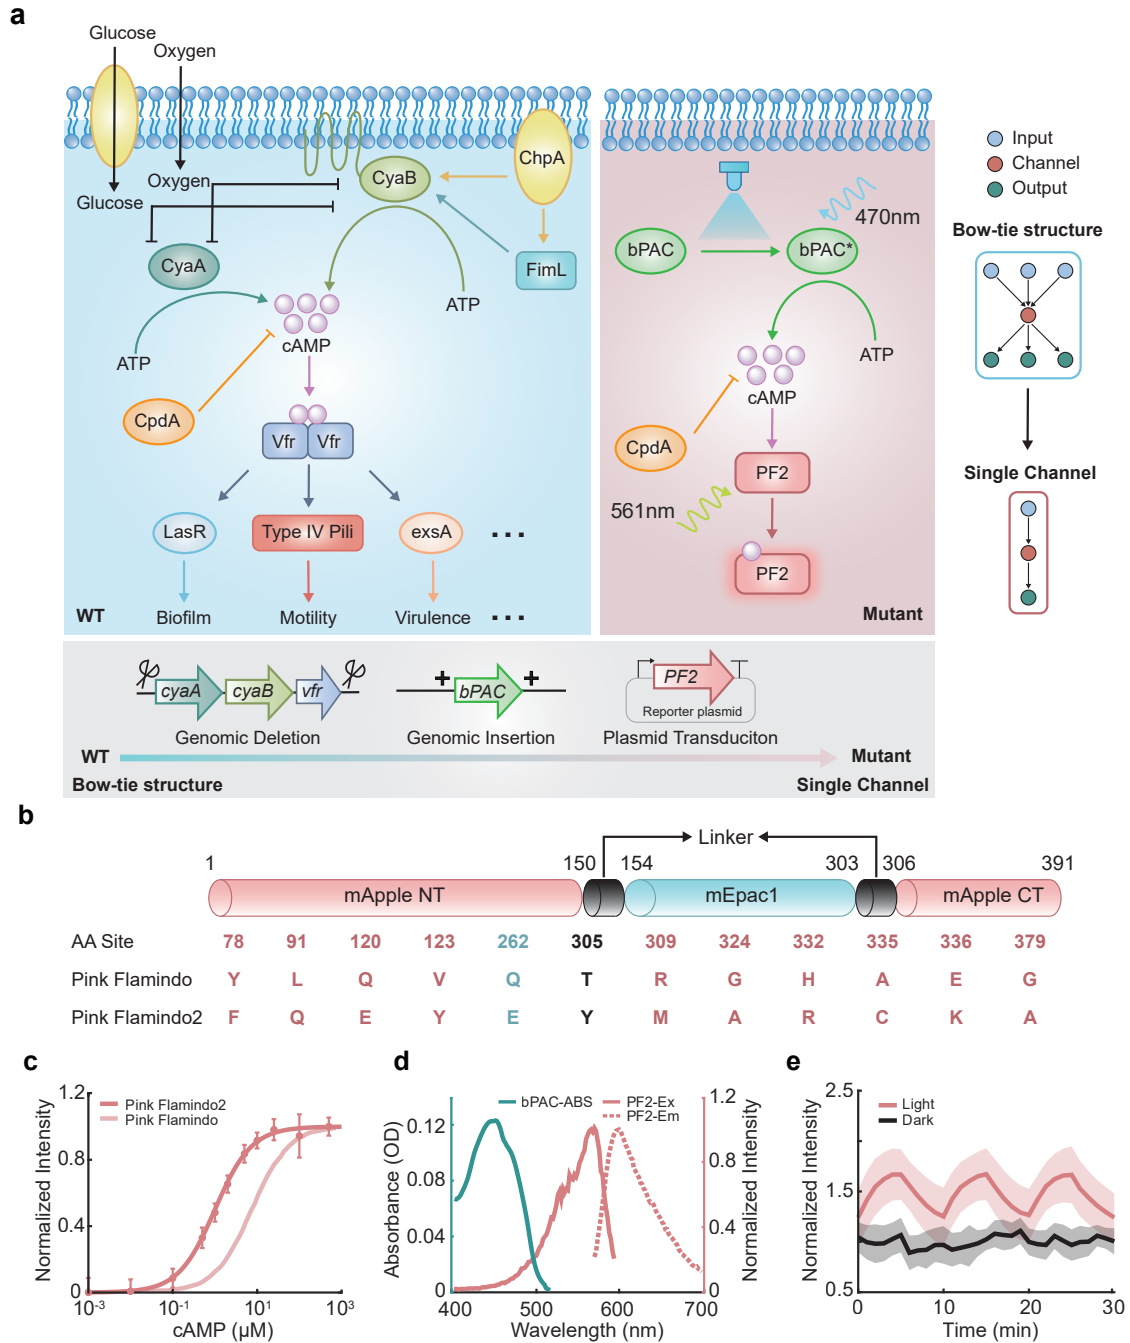 a
Glucose
Oxygen
Glucose
Oxygen
CyaB
ChpA
CyaA
FimL
ATP
cAMP
ATP
CpdA
Vfr Vfr
LasR Type IV Pili exsA ...
WT Biofilm Motility Virulence ...
470nm
bPAC bPAC*
ATP
cAMP
CpdA
PF2
561nm
PF2
Mutant
Input
Channel
Output
Bow-tie structure
Single Channel
cyaA cyaB vfr
Genomic Deletion
+ bPAC +
Genomic Insertion
PF2
Reporter plasmid
Plasmid Transduciton
WT Mutant
Bow-tie structure Single Channel
b
Linker
1 150 154 303 306 391
mApple NT mEpac1 mApple CT
AA Site 78 91 120 123 262 305 309 324 332 335 336 379
Pink Flamindo Y L Q V Q T R G H A E G
Pink Flamindo2 F Q E Y E Y M A R C K A
c
Normalized Intensity
1.2
0.8
0.4
0
Pink Flamindo2
Pink Flamindo
10-3 10-1 101 103
cAMP (μM)
d
Absorbance (OD)
0.12
0.08
0.04
0
bPAC-ABS
PF2-Ex
PF2-Em
1.2
0.8
0.4
0
Normalized Intensity
400 500 600 700
Wavelength (nm)
e
Normalized Intensity
2.5
1.5
0.5
Light
Dark
0 10 20 30
Time (min)